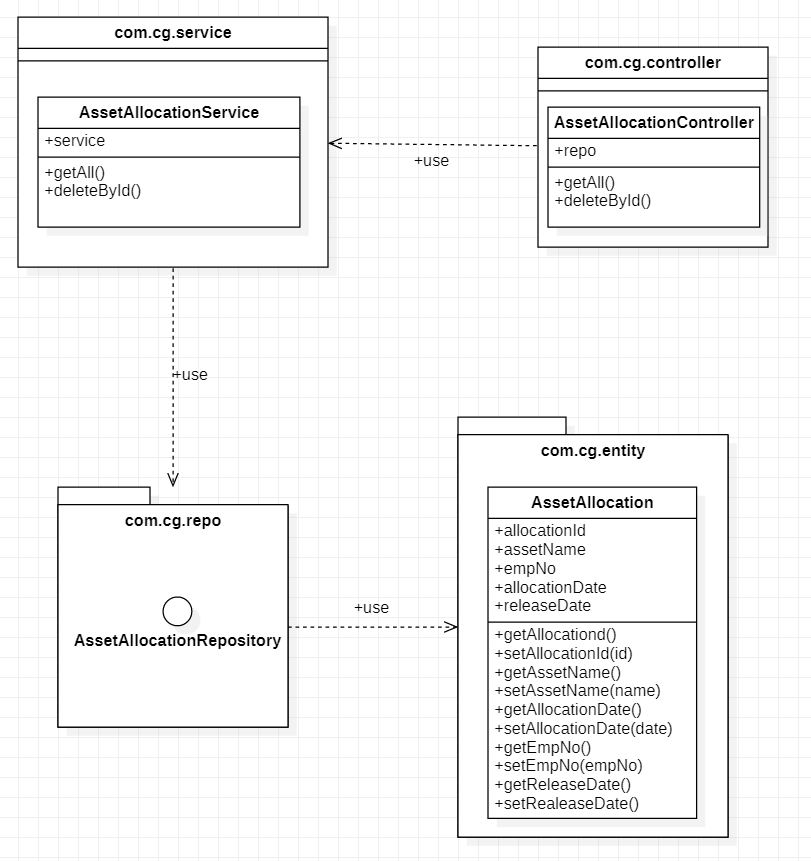 com.cg.service
AssetAllocationService
+service
+getAll()
+deleteById()
com.cg.controller
AssetAllocationController
+repo
+getAll()
+deleteById()
+use
+use
com.cg.repo
AssetAllocationRepository
+use
com.cg.entity
AssetAllocation
+allocationId
+assetName
+empNo
+allocationDate
+releaseDate
+getAllocationd()
+setAllocationId(id)
+getAssetName()
+setAssetName(name)
+getAllocationDate()
+setAllocationDate(date)
+getEmpNo()
+setEmpNo(empNo)
+getReleaseDate()
+setRealeaseDate()